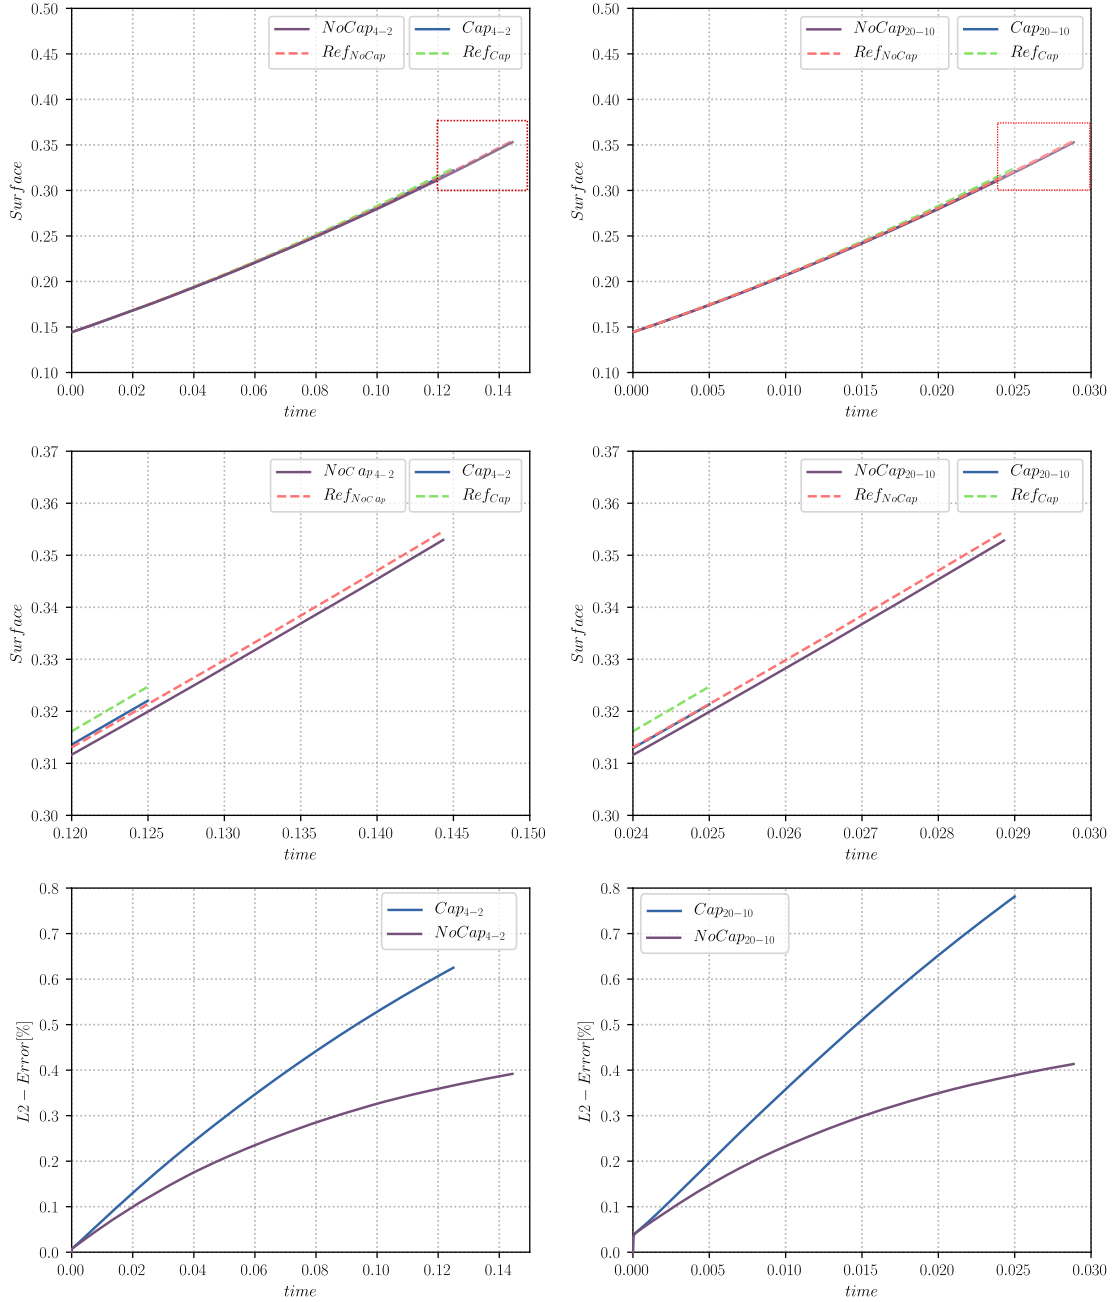 0.50
0.45
0.40
0.35
0.30
0.25
0.20
0.15
0.10
Surface
NoCap4−2 Cap4−2
RefNoCap RefCap
0.00 0.02 0.04 0.06 0.08 0.10 0.12 0.14
time
0.50
0.45
0.40
0.35
0.30
0.25
0.20
0.15
0.10
Surface
NoCap20−10 Cap20−10
RefNoCap RefCap
0.000 0.005 0.010 0.015 0.020 0.025 0.030
time
0.37
0.36
0.35
0.34
0.33
0.32
0.31
0.30
Surface
NoCap4−2 Cap4−2
RefNoCap RefCap
0.120 0.125 0.130 0.135 0.140 0.145 0.150
time
0.37
0.36
0.35
0.34
0.33
0.32
0.31
0.30
Surface
NoCap20−10 Cap20−10
RefNoCap RefCap
0.024 0.025 0.026 0.027 0.028 0.029 0.030
time
0.8
0.7
0.6
0.5
0.4
0.3
0.2
0.1
0.0
L2 − Error[%]
Cap4−2
NoCap4−2
0.00 0.02 0.04 0.06 0.08 0.10 0.12 0.14
time
0.8
0.7
0.6
0.5
0.4
0.3
0.2
0.1
0.0
L2 − Error[%]
Cap20−10
NoCap20−10
0.000 0.005 0.010 0.015 0.020 0.025 0.030
time